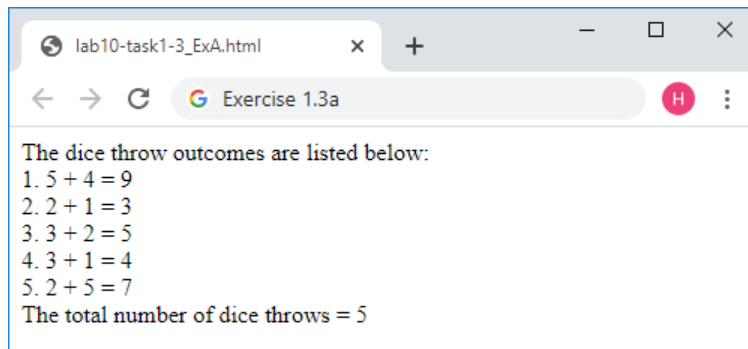 lab10-task1-3_ExA.html
Exercise 1.3a
H
The dice throw outcomes are listed below:
1. 5 + 4 = 9
2. 2 + 1 = 3
3. 3 + 2 = 5
4. 3 + 1 = 4
5. 2 + 5 = 7
The total number of dice throws = 5